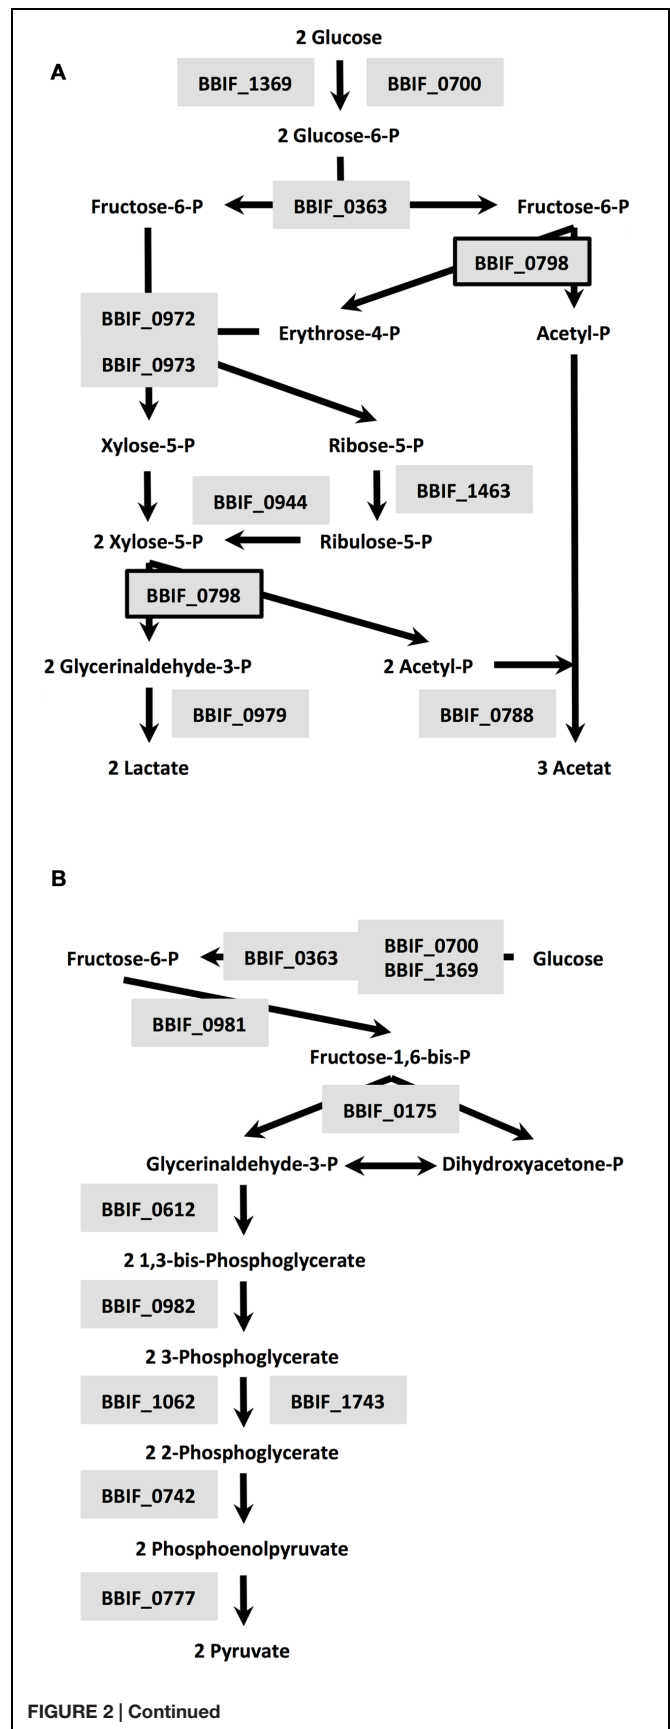 2 Glucose
A
BBIF_1369
BBIF_0700
2 Glucose-6-P
Fructose-6-P
BBIF_0363
Fructose-6-P
BBIF_0798
BBIF_0972
Erythrose-4-P
Acetyl-P
BBIF_0973
Xylose-5-P
Ribose-5-P
BBIF_0944
BBIF_1463
2 Xylose-5-P
Ribulose-5-P
BBIF_0798
2 Glycerinaldehyde-3-P
2 Acetyl-P
BBIF_0979
BBIF_0788
2 Lactate
3 Acetat
B
Fructose-6-P
BBIF_0363
BBIF_0700
BBIF_1369
Glucose
BBIF_0981
Fructose-1,6-bis-P
BBIF_0175
Glycerinaldehyde-3-P
Dihydroxyacetone-P
BBIF_0612
2 1,3-bis-Phosphoglycerate
BBIF_0982
2 3-Phosphoglycerate
BBIF_1062
BBIF_1743
2 2-Phosphoglycerate
BBIF_0742
2 Phosphoenolpyruvate
BBIF_0777
2 Pyruvate
FIGURE 2 | Continued